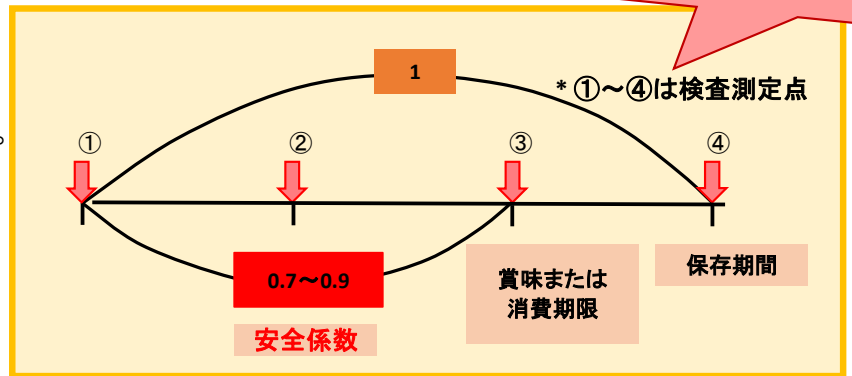 1
*①～④は検査測定点
。
① ② ③ ④
0.7～0.9
安全係数
賞味または
消費期限
保存期間